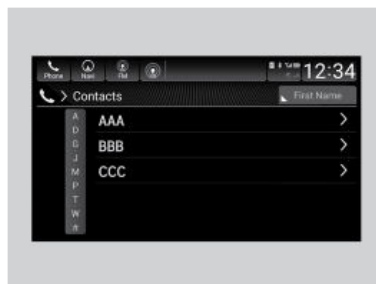 Phone Navi FM
12:34
Contacts
First Name
A
D
G
J
M
P
T
W
#
AAA
BBB
CCC